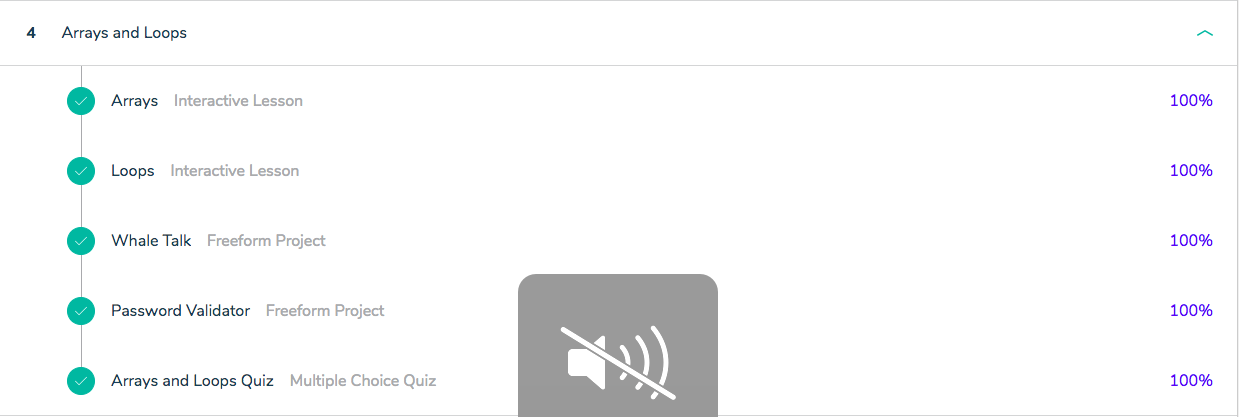 4 Arrays and Loops
Arrays Interactive Lesson 100%
Loops Interactive Lesson 100%
Whale Talk Freeform Project 100%
Password Validator Freeform Project 100%
Arrays and Loops Quiz Multiple Choice Quiz 100%